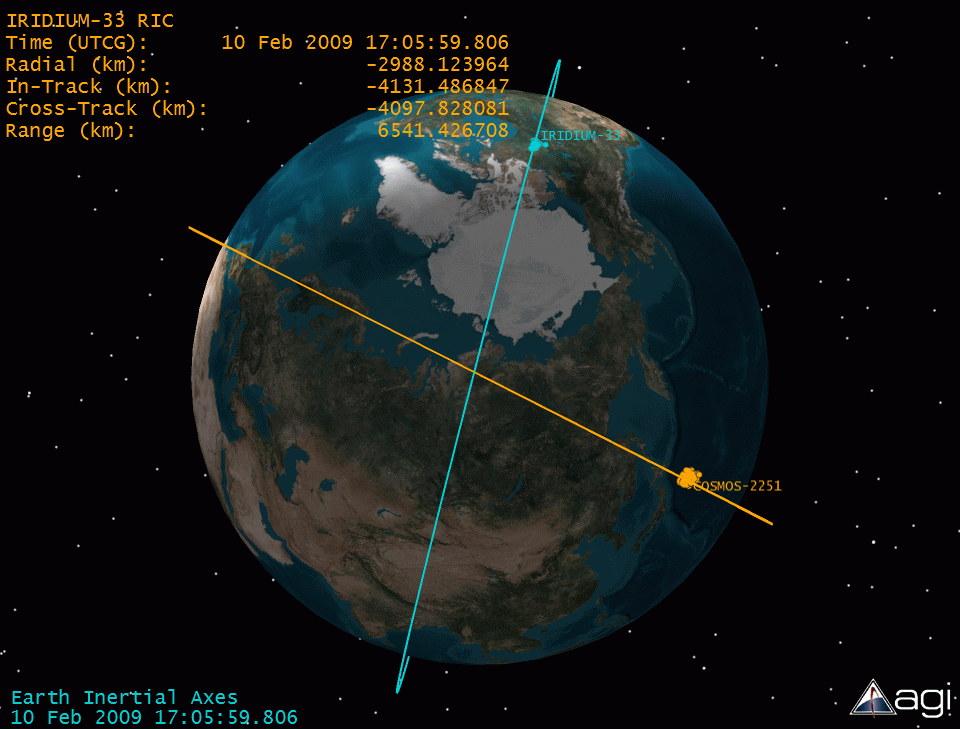 IRIDIUM-33 RIC
Time (UTCG): 10 Feb 2009 17:05:59.806
Radial (km): -2988.123964
In-Track (km): -4131.486847
Cross-Track (km): -4097.828081
Range (km): 6541.426708
IRIDIUM-33
COSMOS-2251
Earth Inertial Axes
10 Feb 2009 17:05:59.806
agi